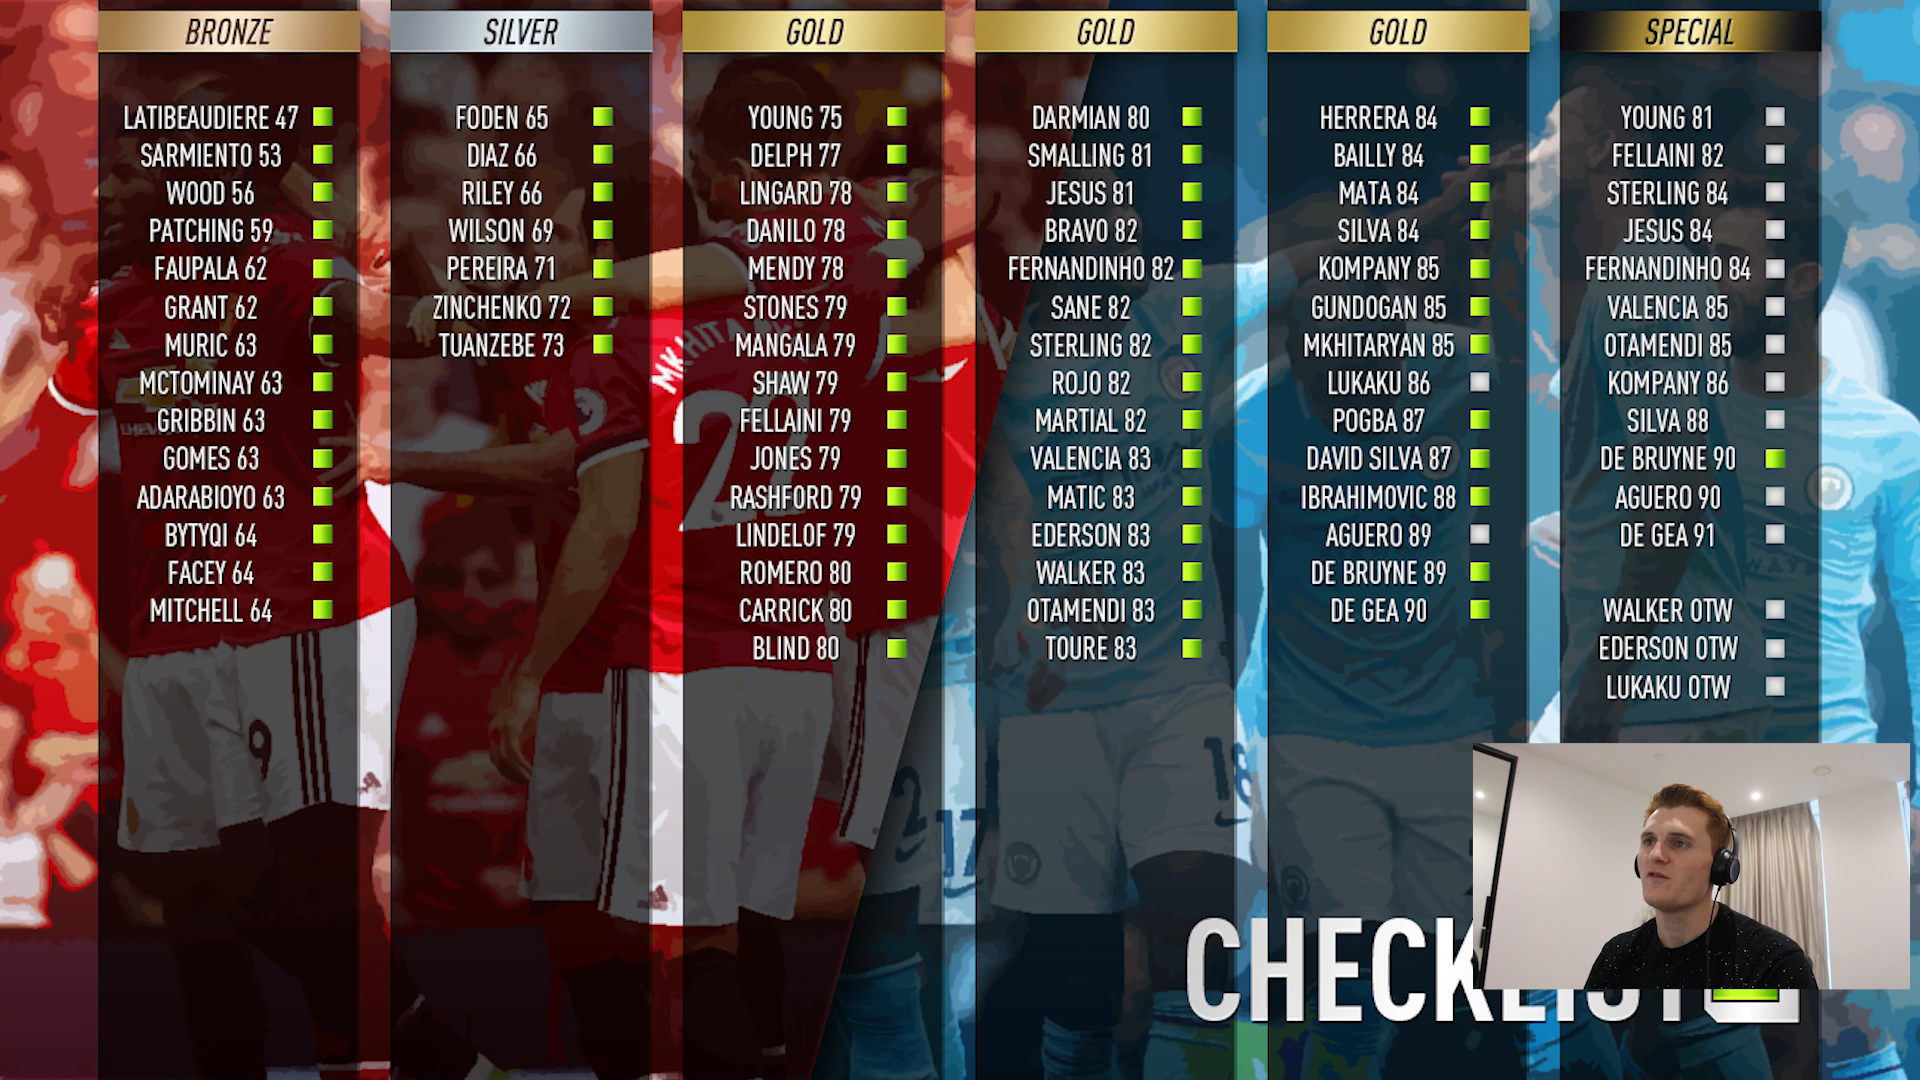 BRONZE
LATIBEAUDIERE 47
SARMIENTO 53
WOOD 56
PATCHING 59
FAUPALA 62
GRANT 62
MURIC 63
MCTOMINAY 63
GRIBBIN 63
GOMES 63
ADARABIOYO 63
BYTYQI 64
FACEY 64
MITCHELL 64
SILVER
FODEN 65
DIAZ 66
RILEY 66
WILSON 69
PEREIRA 71
ZINCHENKO 72
TUANZEBE 73
GOLD
YOUNG 75
DELPH 77
LINGARD 78
DANILO 78
MENDY 78
STONES 79
MANGALA 79
SHAW 79
FELLAINI 79
JONES 79
RASHFORD 79
LINDELOF 79
ROMERO 80
CARRICK 80
BLIND 80
GOLD
DARMIAN 80
SMALLING 81
JESUS 81
BRAVO 82
FERNANDINHO 82
SANE 82
STERLING 82
ROJO 82
MARTIAL 82
VALENCIA 83
MATIC 83
EDERSON 83
WALKER 83
OTAMENDI 83
TOURE 83
GOLD
HERRERA 84
BAILLY 84
MATA 84
SILVA 84
KOMPANY 85
GUNDOGAN 85
MKHITARYAN 85
LUKAKU 86
POGBA 87
DAVID SILVA 87
IBRAHIMOVIC 88
AGUERO 89
DE BRUYNE 89
DE GEA 90
SPECIAL
YOUNG 81
FELLAINI 82
STERLING 84
JESUS 84
FERNANDINHO 84
VALENCIA 85
OTAMENDI 85
KOMPANY 86
SILVA 88
DE BRUYNE 90
AGUERO 90
DE GEA 91
WALKER OTW
EDERSON OTW
LUKAKU OTW
CHECKLIST
9
2
17
18